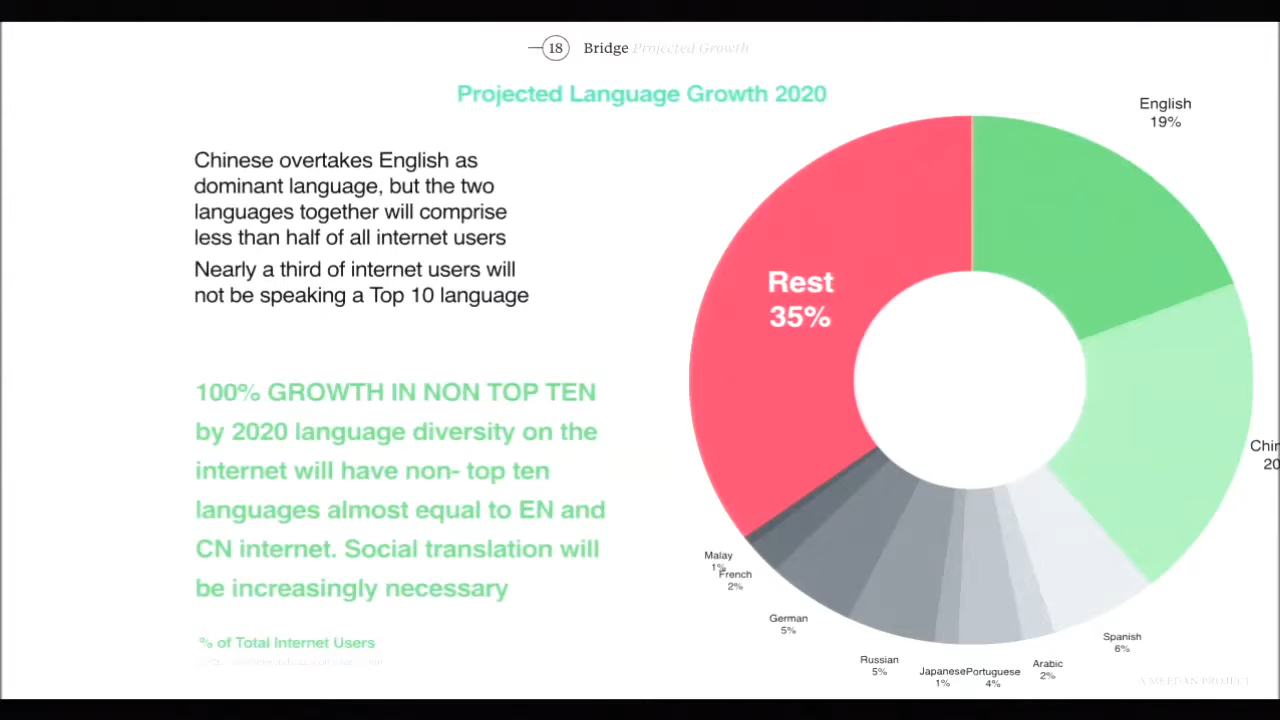 18 Bridge Projected Growth
Projected Language Growth 2020
Chinese overtakes English as
dominant language, but the two
languages together will comprise
less than half of all internet users
Nearly a third of internet users will
not be speaking a Top 10 language
100% GROWTH IN NON TOP TEN
by 2020 language diversity on the
internet will have non- top ten
languages almost equal to EN and
CN internet. Social translation will
be increasingly necessary
% of Total Internet Users
English
19%
Rest
35%
Chin
20
Malay
1%
French
2%
German
5%
Russian
5%
Japanese
1%
Portuguese
4%
Arabic
2%
Spanish
6%
A MEEDAN PROJECT